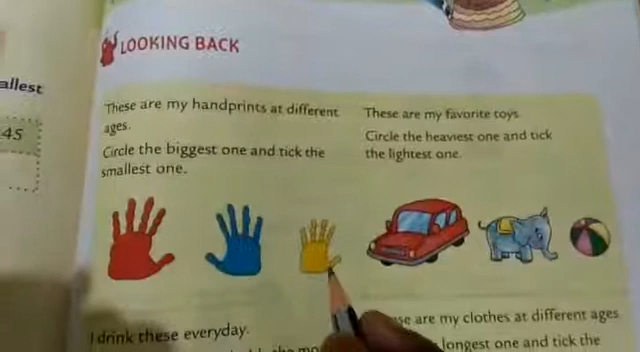 LOOKING BACK
allest
45
These are my handprints at different
ages.
Circle the biggest one and tick the
smallest one.
These are my favorite toys.
Circle the heaviest one and tick
the lightest one.
I drink these everyday.
are my clothes at different ages
longest one and tick the